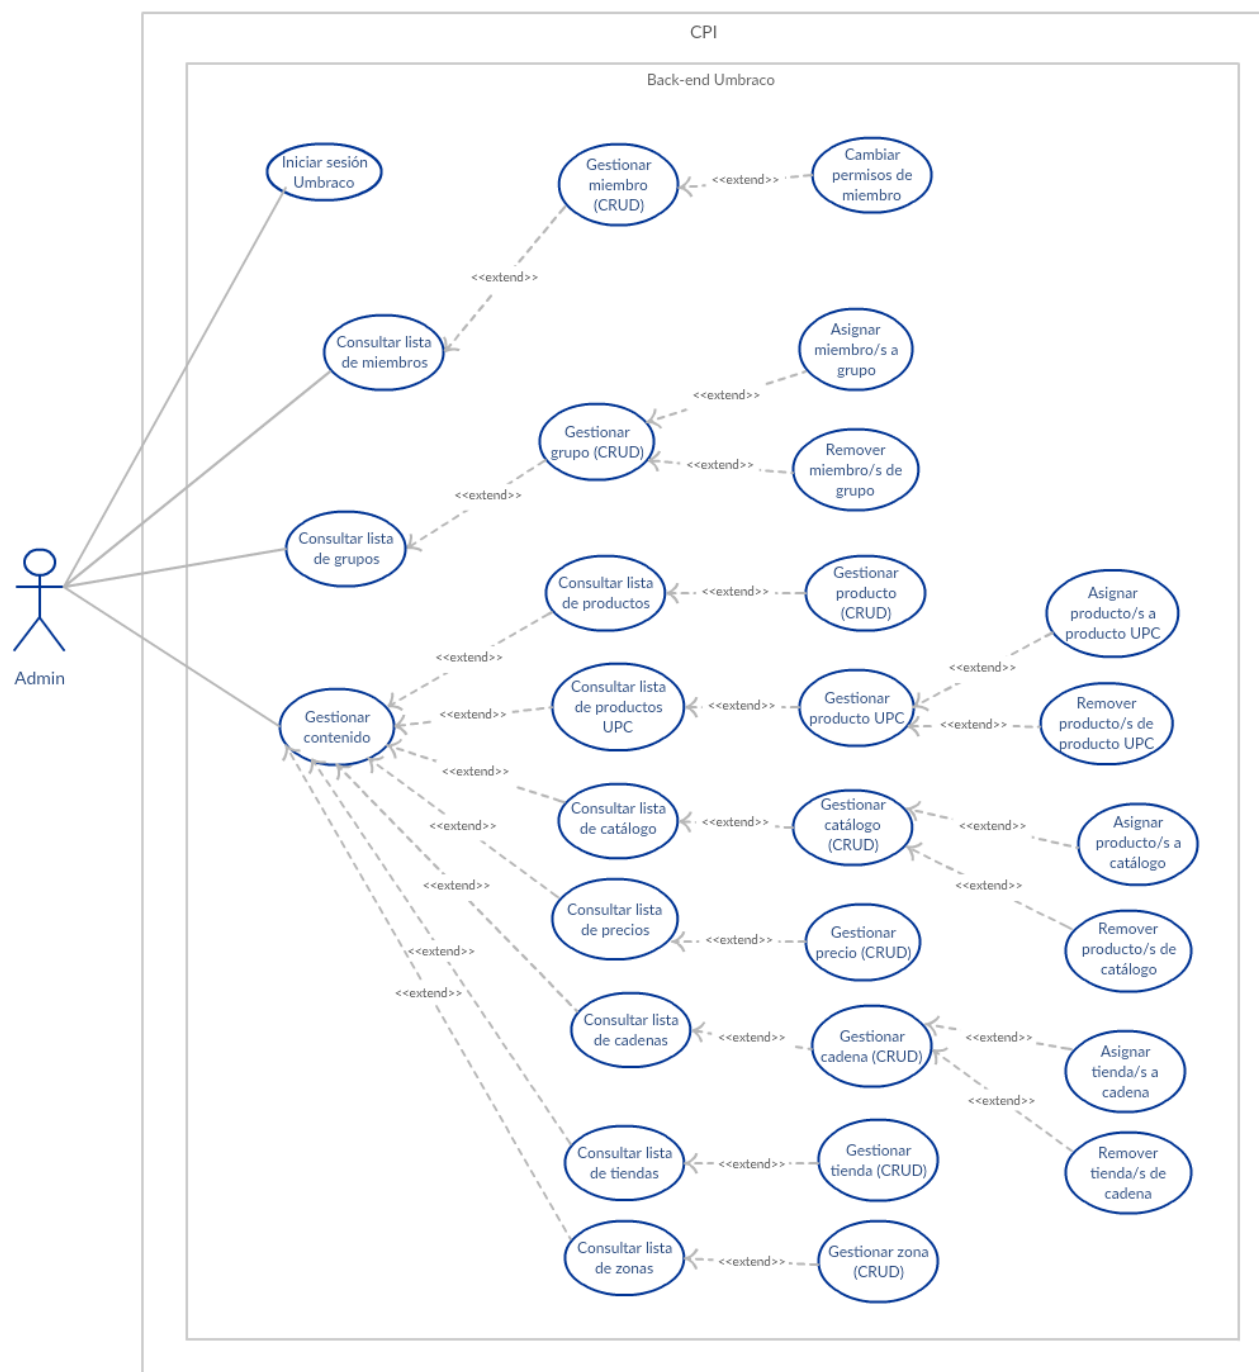 CPI
Back-end Umbraco
Iniciar sesión
Umbraco
Gestionar
miembro
(CRUD)
<<extend>>
Cambiar
permisos de
miembro
<<extend>>
Consultar lista
de miembros
Asignar
miembro/s a
grupo
<<extend>>
Gestionar
grupo (CRUD)
<<extend>>
Remover
miembro/s de
grupo
<<extend>>
Consultar lista
de grupos
Admin
Consultar lista
de productos
<<extend>>
Gestionar
producto
(CRUD)
Asignar
producto/s a
producto UPC
<<extend>>
<<extend>>
Gestionar
contenido
<<extend>>
Consultar lista
de productos
UPC
<<extend>>
Gestionar
producto UPC
<<extend>>
Remover
producto/s de
producto UPC
<<extend>>
Consultar lista
de catálogo
<<extend>>
Gestionar
catálogo
(CRUD)
<<extend>>
Asignar
producto/s a
catálogo
<<extend>>
<<extend>>
<<extend>>
Consultar lista
de precios
<<extend>>
Gestionar
precio (CRUD)
Remover
producto/s de
catálogo
<<extend>>
<<extend>>
Consultar lista
de cadenas
<<extend>>
Gestionar
cadena (CRUD)
<<extend>>
Asignar
tienda/s a
cadena
<<extend>>
Consultar lista
de tiendas
<<extend>>
Gestionar
tienda (CRUD)
Remover
tienda/s de
cadena
Consultar lista
de zonas
<<extend>>
Gestionar zona
(CRUD)